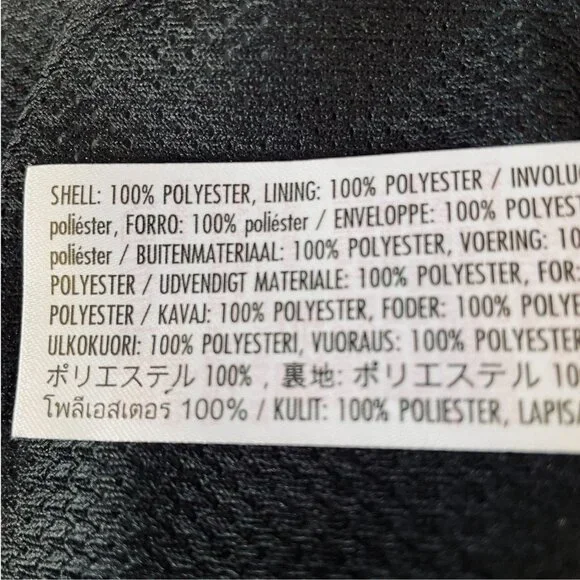 SHELL: 100% POLYESTER, LINING: 100% POLYESTER / INVOLU
poliéster, FORRO: 100% poliéster / ENVELOPPE: 100% POLYEST
poliéster / BUITENMATERIAAL: 100% POLYESTER, VOERING: 10
POLYESTER / UDVENDIGT MATERIALE: 100% POLYESTER, FOR:
POLYESTER / KAVAJ: 100% POLYESTER, FODER: 100% POLYE
ULKOKUORI: 100% POLYESTERI, VUORAUS: 100% POLYESTER
ポリエステル 100% , 裏地: ポリエステル 10
โพลีเอสเตอร์ 100% / KULIT: 100% POLIESTER, LAPISA